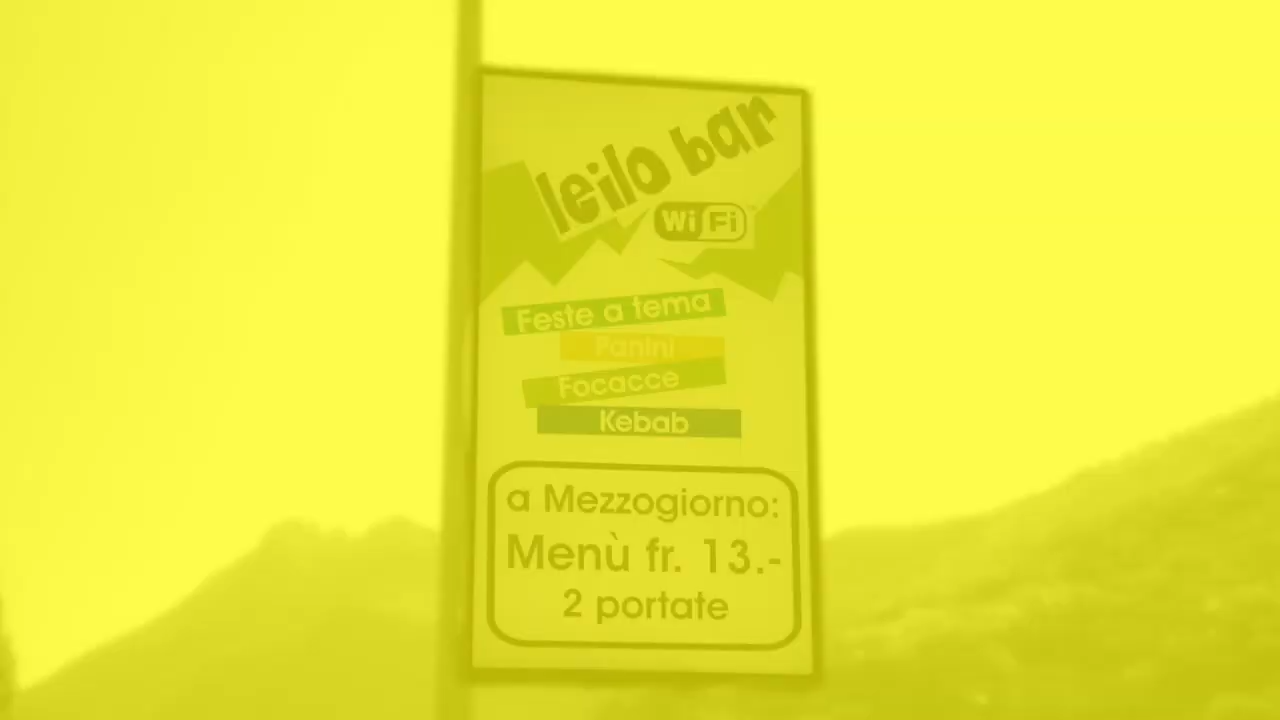 leilo bar
Wi Fi
Feste a tema
Panini
Focacce
Kebab
a Mezzogiorno:
Menù fr. 13.-
2 portate